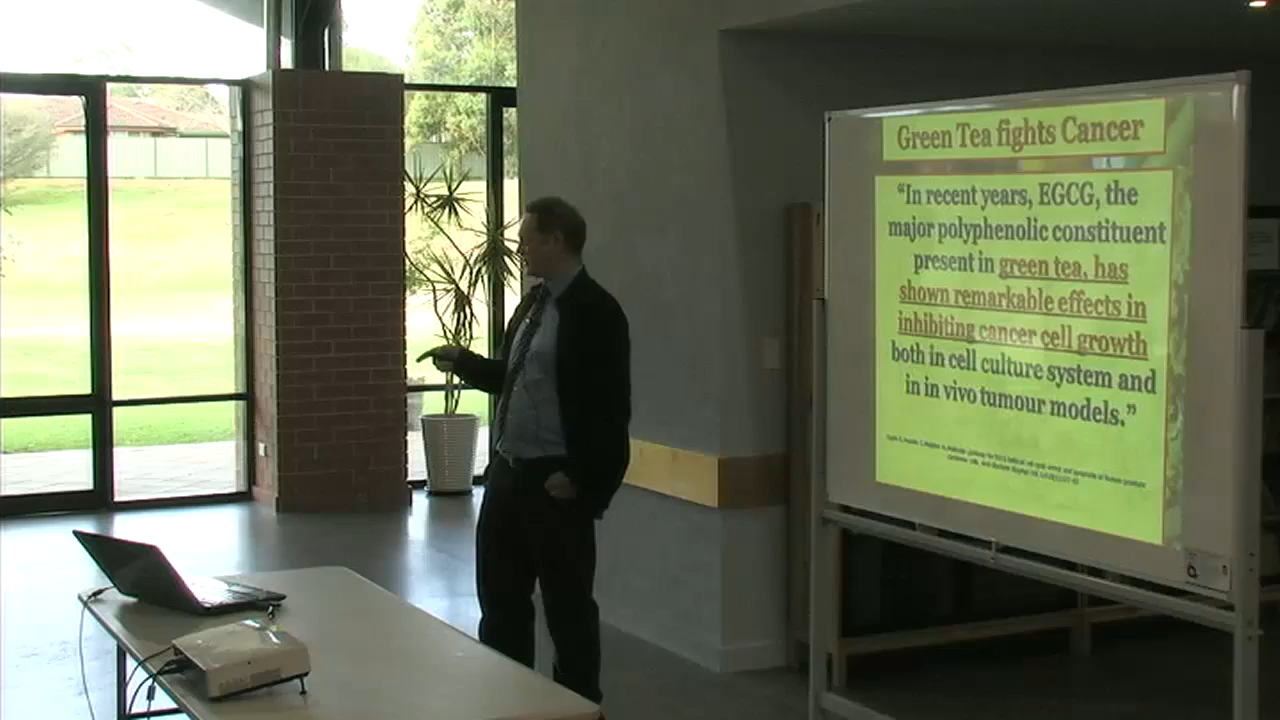 Green Tea fights Cancer
“In recent years, EGCG, the
major polyphenolic constituent
present in green tea, has
shown remarkable effects in
inhibiting cancer cell growth
both in cell culture system and
in in vivo tumour models.”